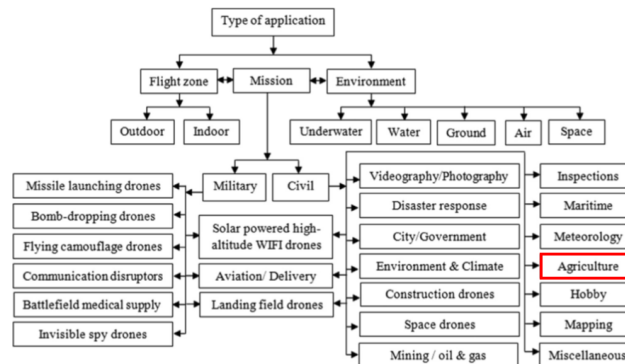 Type of application
Flight zone
Mission
Environment
Outdoor
Indoor
Underwater
Water
Ground
Air
Space
Military
Civil
Missile launching drones
Bomb-dropping drones
Flying camouflage drones
Communication disruptors
Battlefield medical supply
Invisible spy drones
Solar powered high-
altitude WIFI drones
Aviation/ Delivery
Landing field drones
Videography/Photography
Disaster response
City/Government
Environment & Climate
Construction drones
Space drones
Mining / oil & gas
Inspections
Maritime
Meteorology
Agriculture
Hobby
Mapping
Miscellaneous